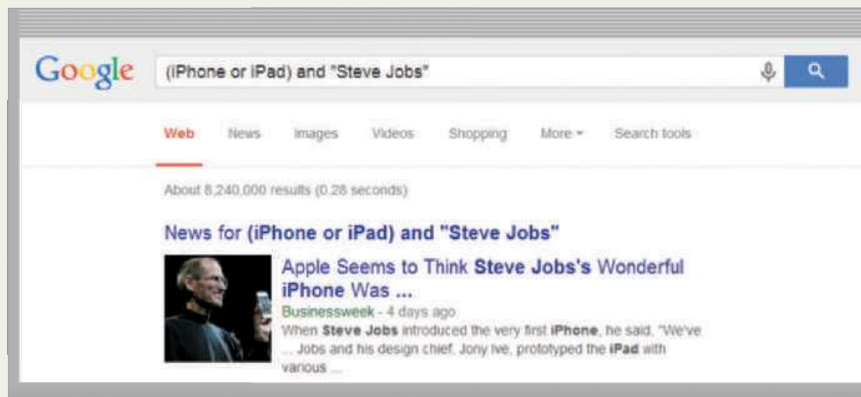 Google
(iPhone or iPad) and "Steve Jobs"
Web News Images Videos Shopping More Search tools
About 8,240,000 results (0.28 seconds)
News for (iPhone or iPad) and "Steve Jobs"
Apple Seems to Think Steve Jobs's Wonderful
iPhone Was ...
Businessweek - 4 days ago
When Steve Jobs introduced the very first iPhone, he said, "We've
... Jobs and his design chief, Jony Ive, prototyped the iPad with
various ...